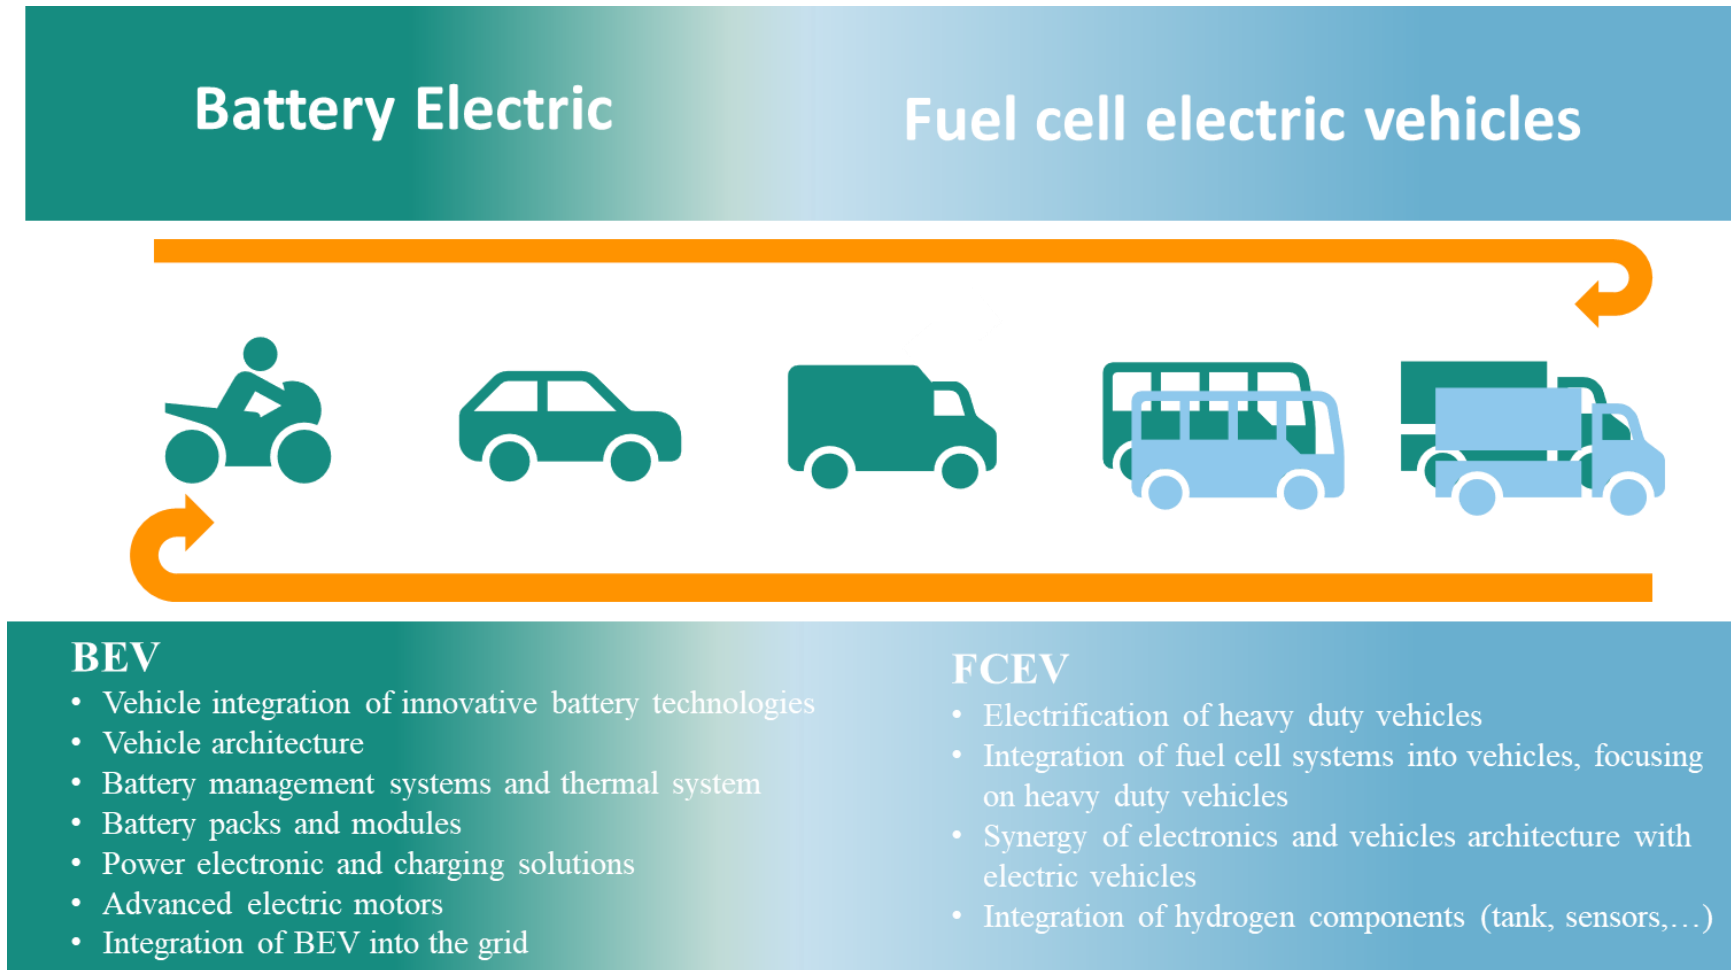 Battery Electric
Fuel cell electric vehicles
BEV
• Vehicle integration of innovative battery technologies
• Vehicle architecture
• Battery management systems and thermal system
• Battery packs and modules
• Power electronic and charging solutions
• Advanced electric motors
• Integration of BEV into the grid
FCEV
• Electrification of heavy duty vehicles
• Integration of fuel cell systems into vehicles, focusing
on heavy duty vehicles
• Synergy of electronics and vehicles architecture with
electric vehicles
• Integration of hydrogen components (tank, sensors,…)